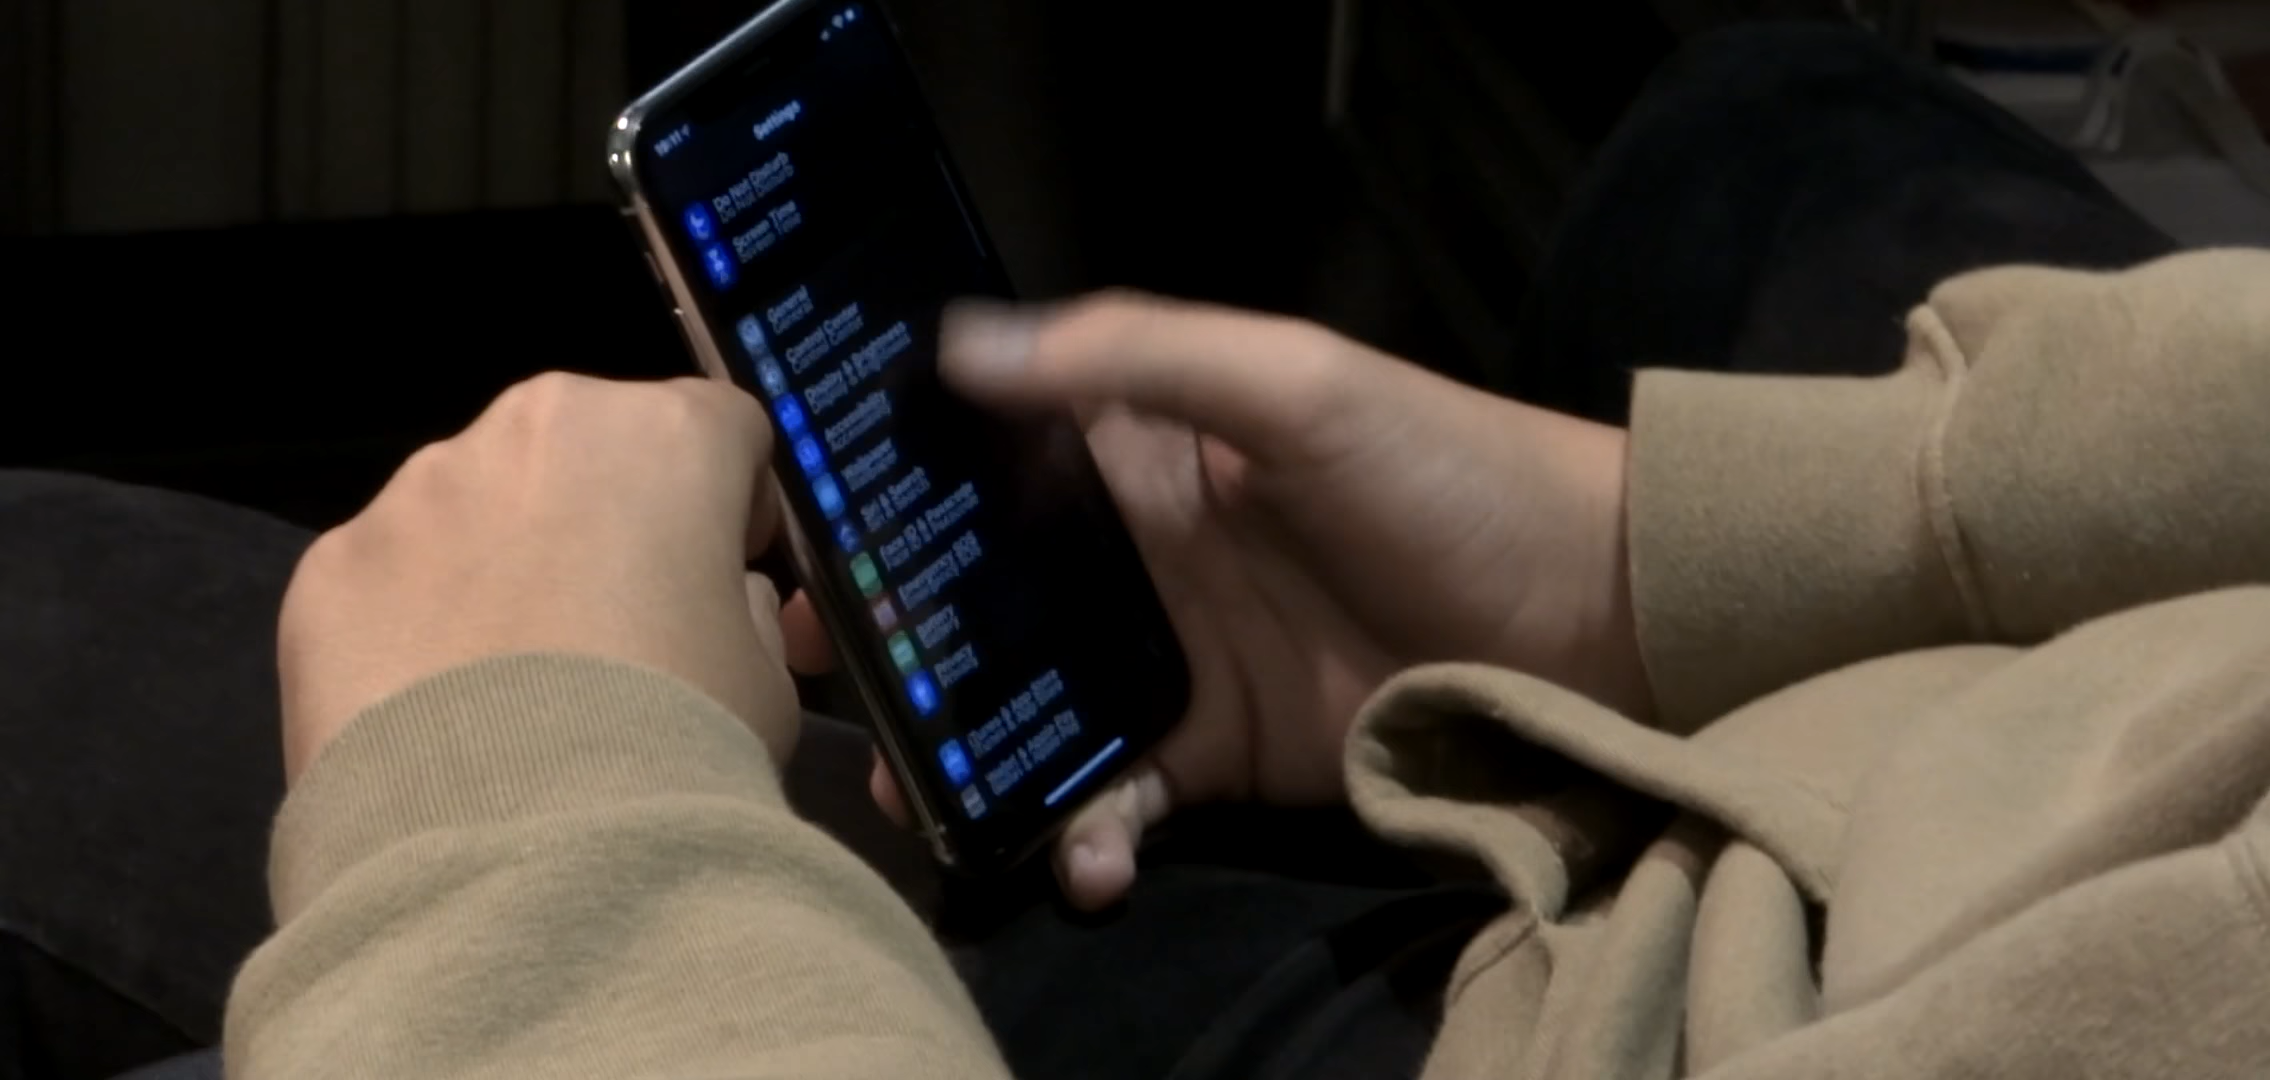 Settings
Do Not Disturb
Screen Time
General
Control Center
Display & Brightness
Accessibility
Wallpaper
Siri & Search
Face ID & Passcode
Emergency SOS
Battery
Privacy
iTunes & App Store
Wallet & Apple Pay